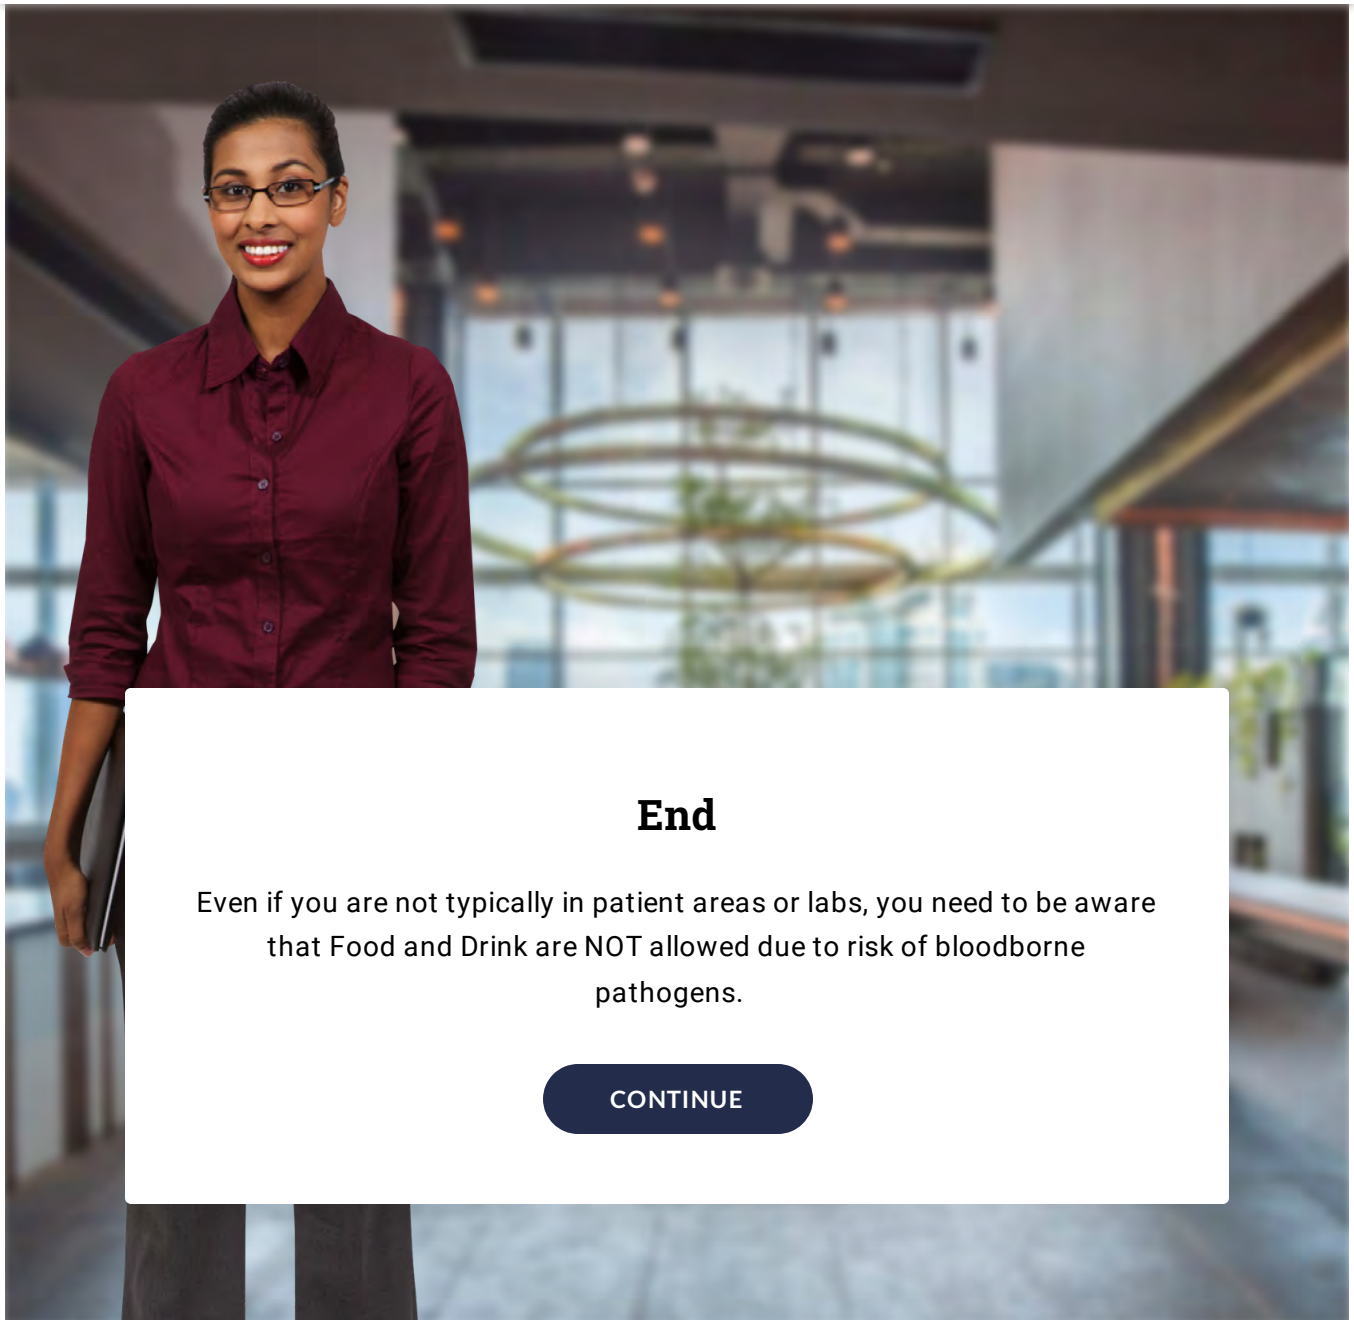 End
Even if you are not typically in patient areas or labs, you need to be aware
that Food and Drink are NOT allowed due to risk of bloodborne
pathogens.
CONTINUE